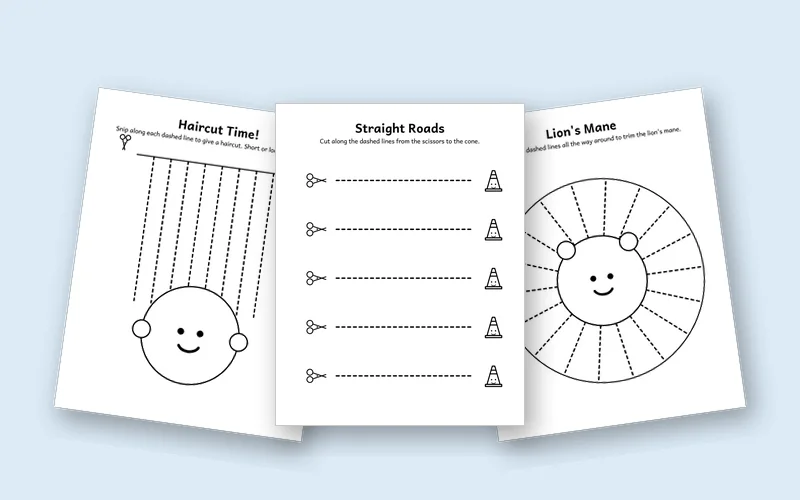 Haircut Time!
Snip along each dashed line to give a haircut. Short or
Straight Roads
Cut along the dashed lines from the scissors to the cone.
Lion's Mane
dashed lines all the way around to trim the lion's mane.